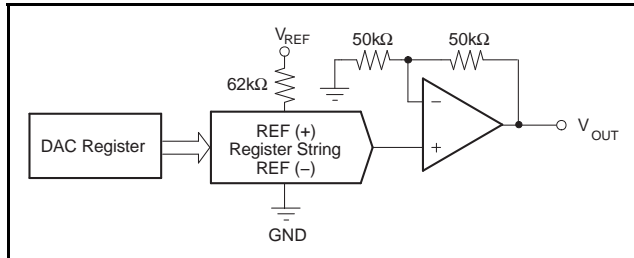 50kΩ 50kΩ
VREF
62kΩ
DAC Register
REF (+)
Register String
REF (−)
−
+
VOUT
GND